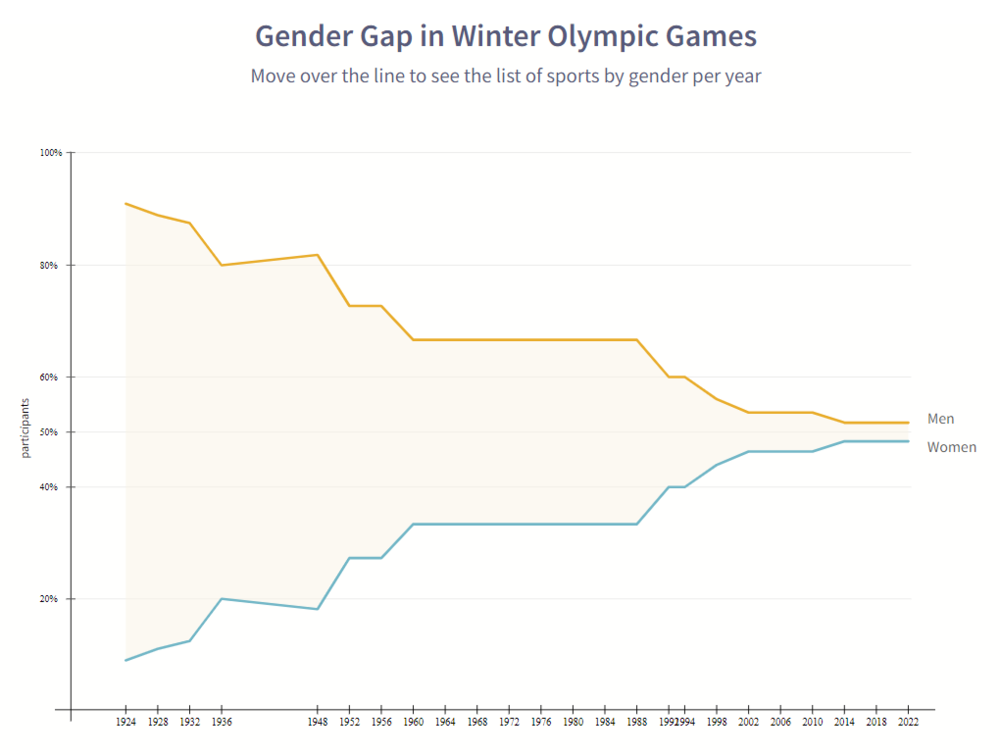 Gender Gap in Winter Olympic Games
Move over the line to see the list of sports by gender per year
100%
80%
60%
50%
40%
20%
participants
Men
Women
1924 1928 1932 1936 1948 1952 1956 1960 1964 1968 1972 1976 1980 1984 1988 1992 1994 1998 2002 2006 2010 2014 2018 2022